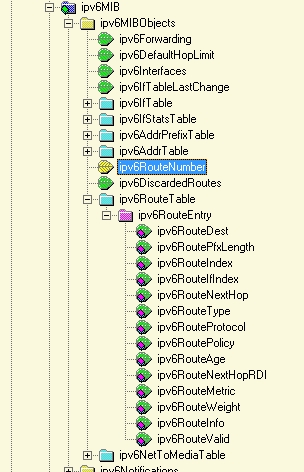 ipv6MIB
ipv6MIBObjects
ipv6Forwarding
ipv6DefaultHopLimit
ipv6Interfaces
ipv6IfTableLastChange
ipv6IfTable
ipv6IfStatsTable
ipv6AddrPrefixTable
ipv6AddrTable
ipv6RouteNumber
ipv6DiscardedRoutes
ipv6RouteTable
ipv6RouteEntry
ipv6RouteDest
ipv6RoutePfxLength
ipv6RouteIndex
ipv6RouteIfIndex
ipv6RouteNextHop
ipv6RouteType
ipv6RouteProtocol
ipv6RoutePolicy
ipv6RouteAge
ipv6RouteNextHopRDI
ipv6RouteMetric
ipv6RouteWeight
ipv6RouteInfo
ipv6RouteValid
ipv6NetToMediaTable
ipv6Notifications